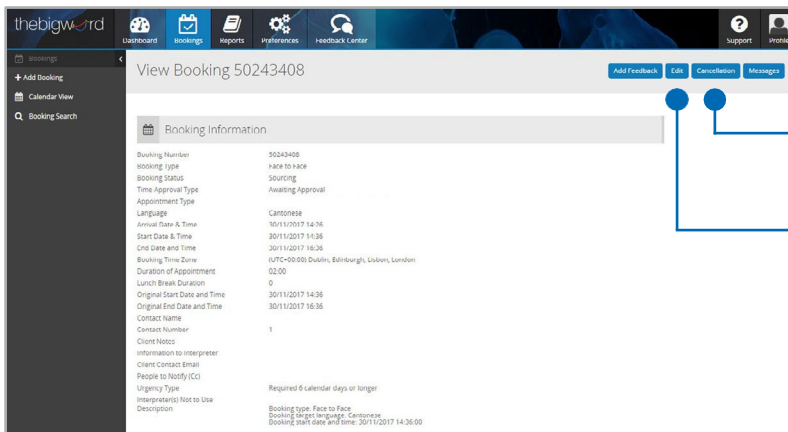 thebigword
Dashboard
Bookings
Reports
Preferences
Feedback Center
Support
Profile
Bookings
Add Booking
Calendar View
Booking Search
View Booking 50243408
Add Feedback
Edit
Cancellation
Messages
Booking Information
Booking Number 50243408
Booking Type Face to Face
Booking Status Sourcing
Time Approval Type Awaiting Approval
Appointment Type
Language Cantonese
Arrival Date & Time 30/11/2017 14:26
Start Date & Time 30/11/2017 14:36
End Date and Time 30/11/2017 16:36
Booking Time Zone (UTC+00:00) Dublin, Edinburgh, Lisbon, London
Duration of Appointment 02:00
Lunch Break Duration 0
Original Start Date and Time 30/11/2017 14:36
Original End Date and Time 30/11/2017 16:36
Contact Name
Contact Number 1
Client Notes
Information to Interpreter
Client Contact Email
People to Notify (Cc)
Urgency Type Required 6 calendar days or longer
Interpreter(s) Not to Use
Description Booking type: Face to Face
Booking target language: Cantonese
Booking start date and time: 30/11/2017 14:36:00